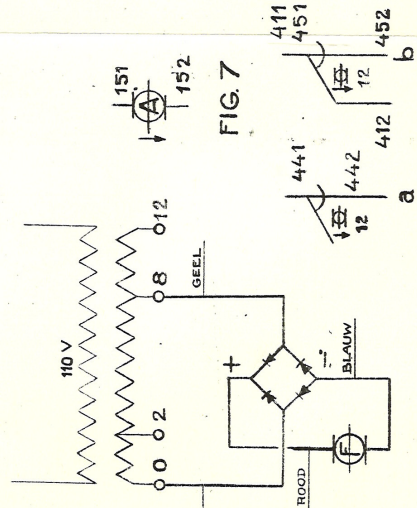 110 V
0 2 8 12
GEEL
+
-
BLAUW
ROOD
F
151
A
152
FIG. 7
441
12
442
a
411
451
12
412
452
b